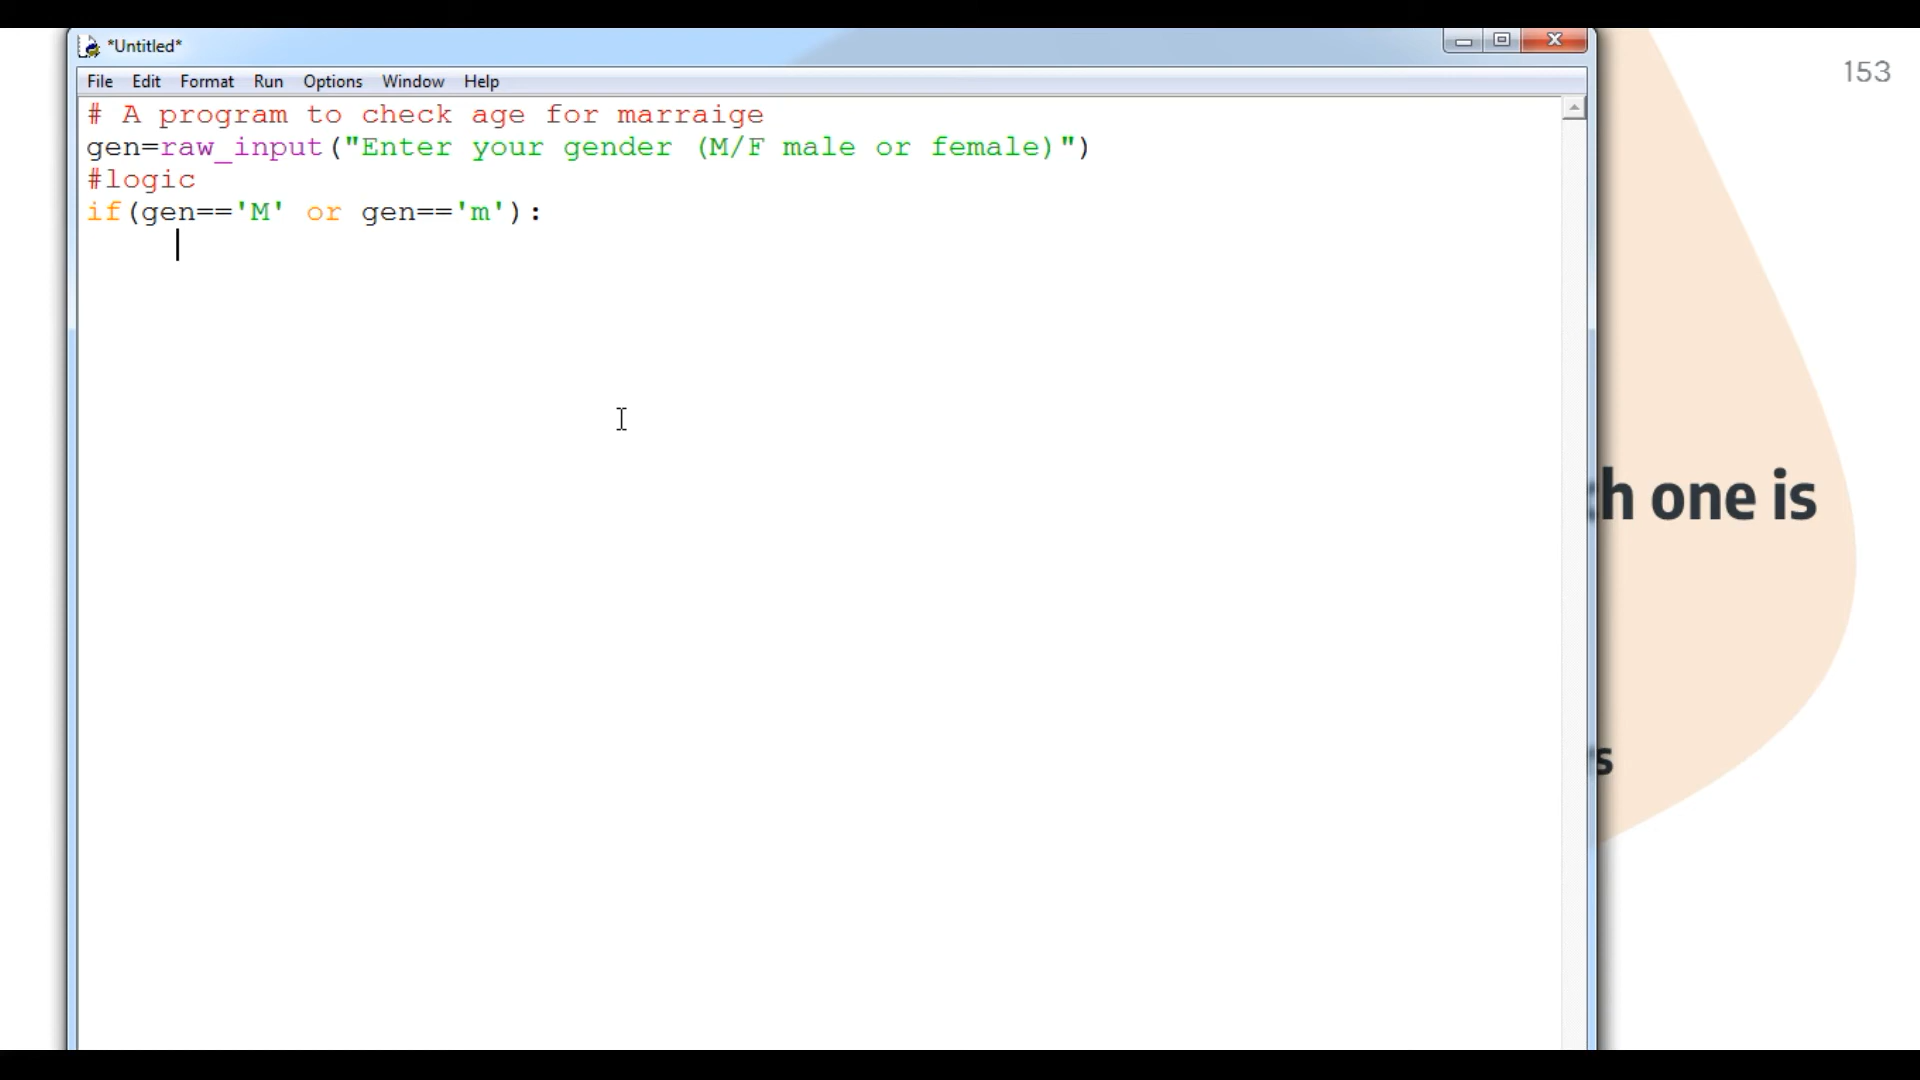 *Untitled*
File Edit Format Run Options Window Help
# A program to check age for marraige
gen=raw_input("Enter your gender (M/F male or female)")
#logic
if(gen=='M' or gen=='m'):
153
h one is
s